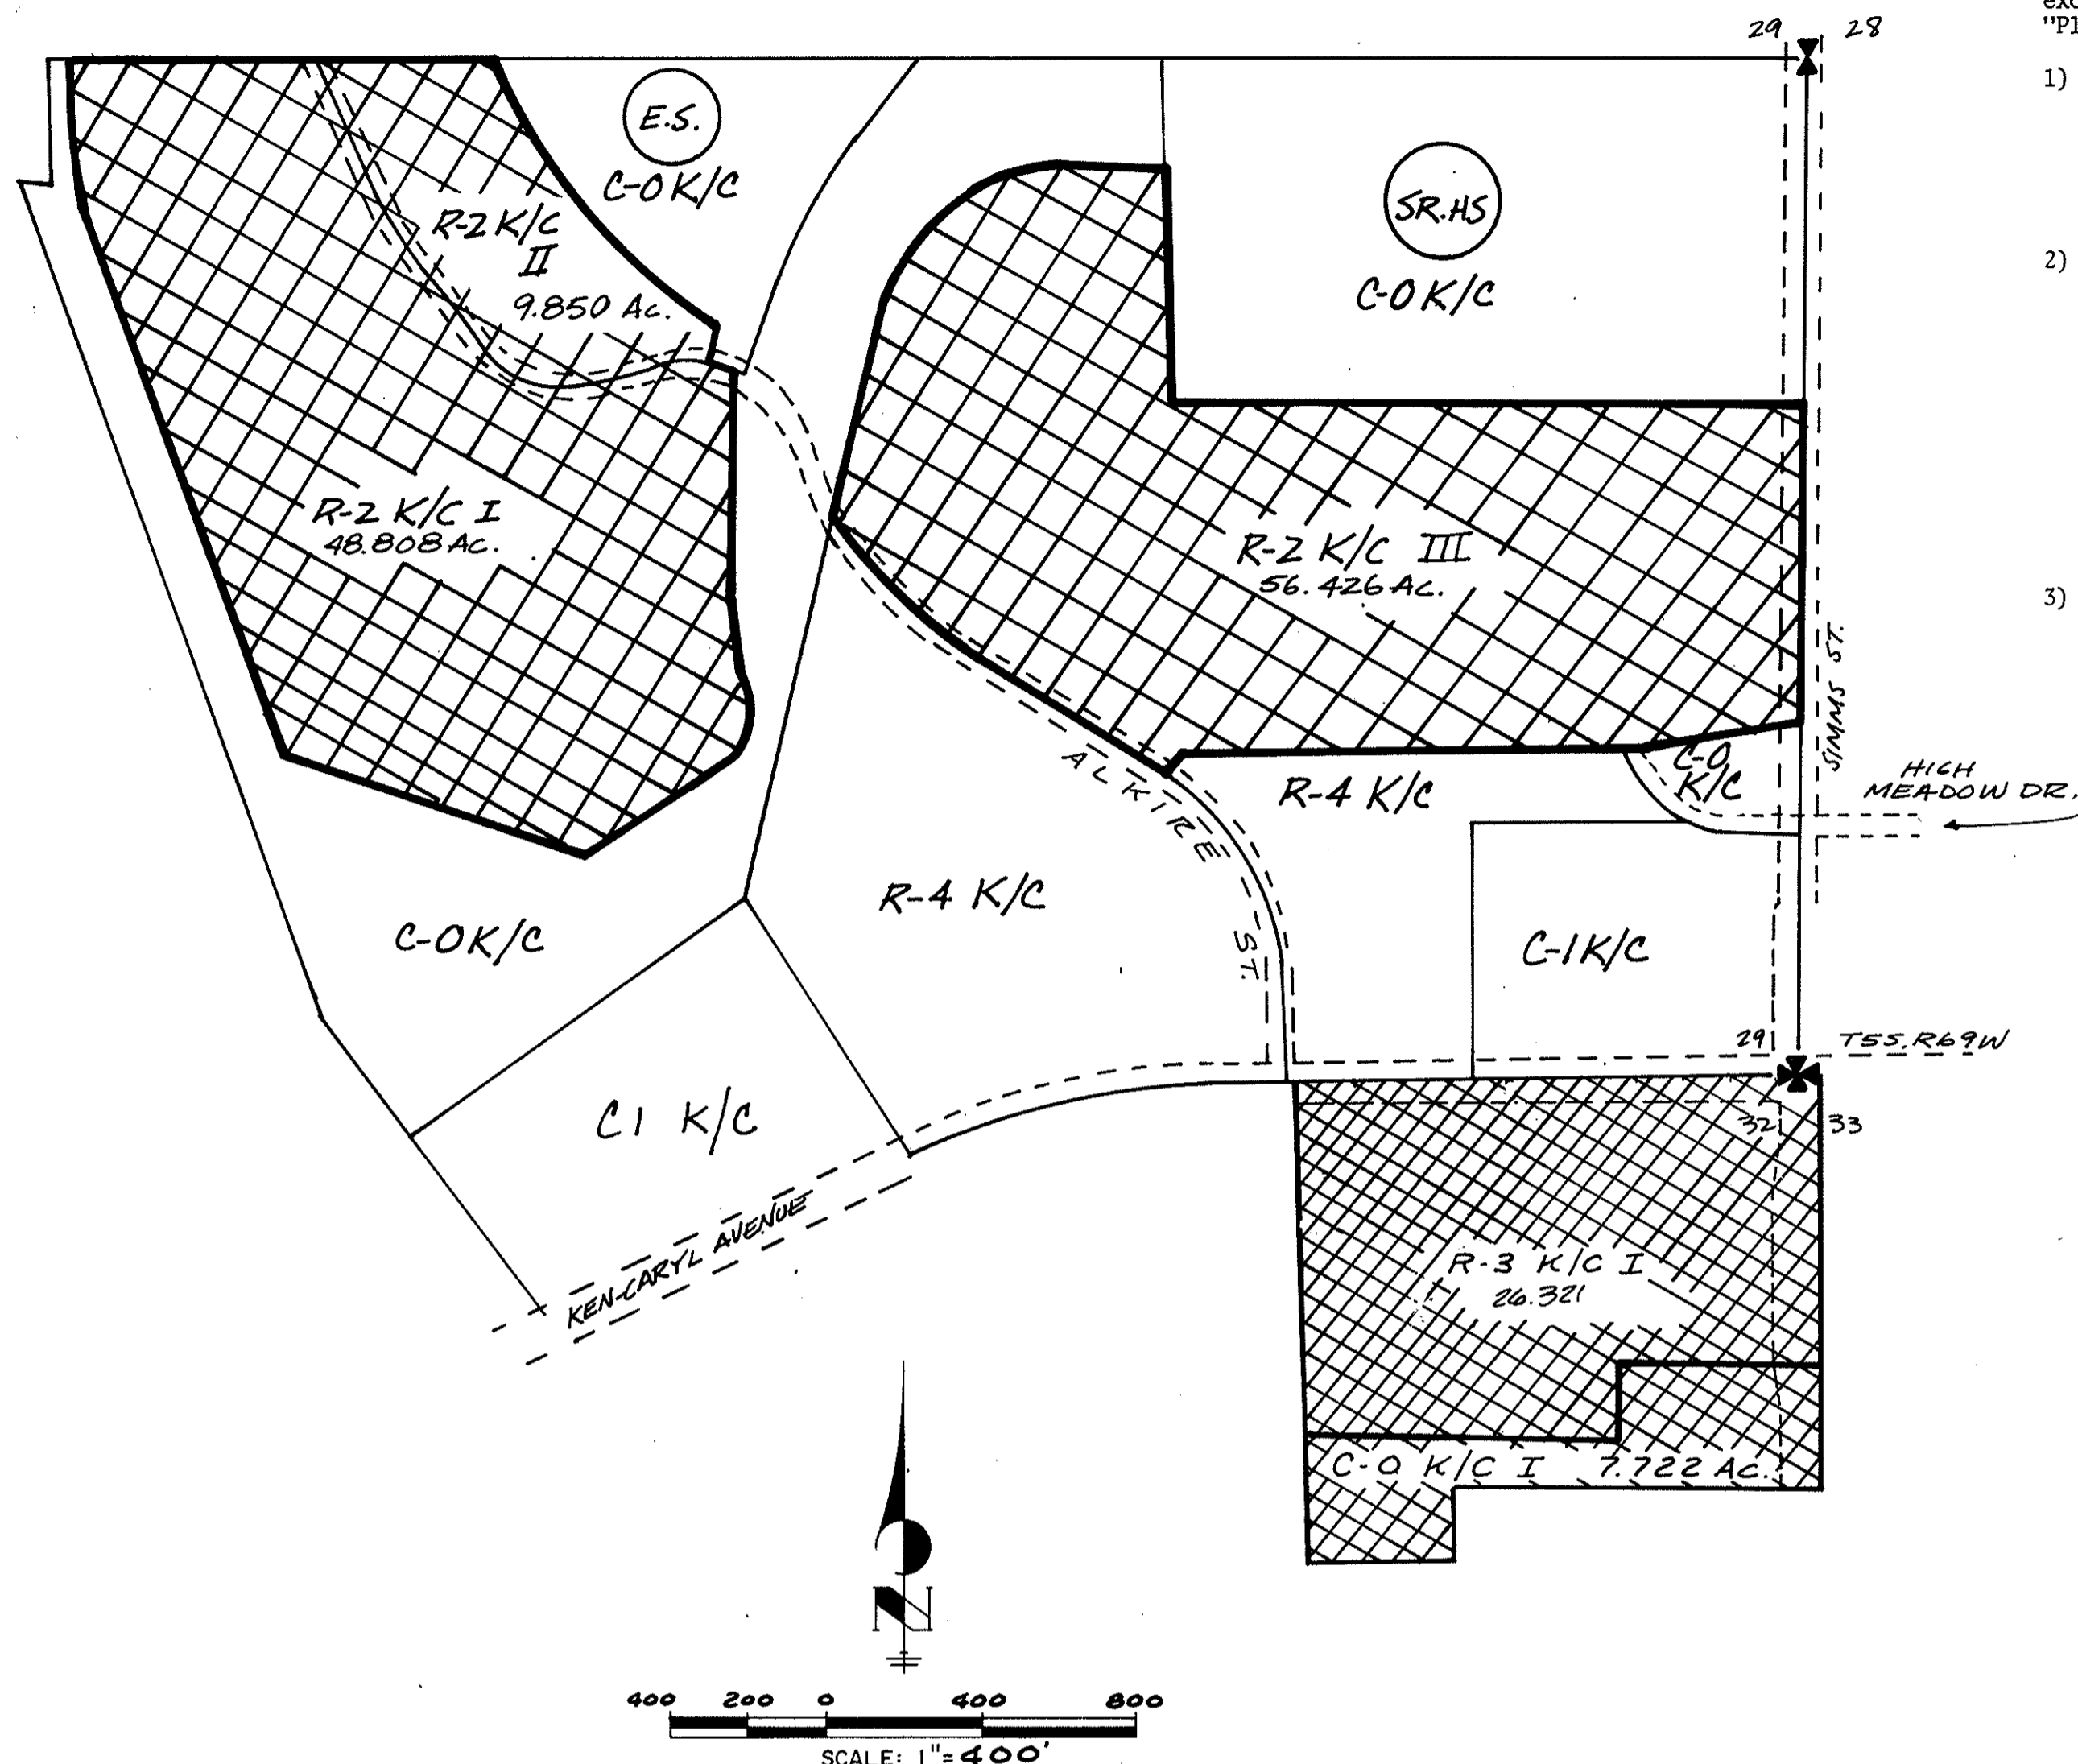 29
28
"Pl
1)
E.S.
C-O K/C
SR.HS
C-O K/C
R-2 K/C
II
9.850 AC.
2)
R-2 K/C I
48.808 AC.
R-2 K/C III
56.426 AC.
3)
SIMMS ST.
ALKIRE ST.
C-O
K/C
HIGH
MEADOW DR.
R-4 K/C
R-4 K/C
C-O K/C
C-1 K/C
29
T5S.R69W
C1 K/C
32
33
KEN-CARYL AVENUE
R-3 K/C I
26.321
C-O K/C I 7.722 AC.
N
400 200 0 400 800
SCALE: 1"=400'